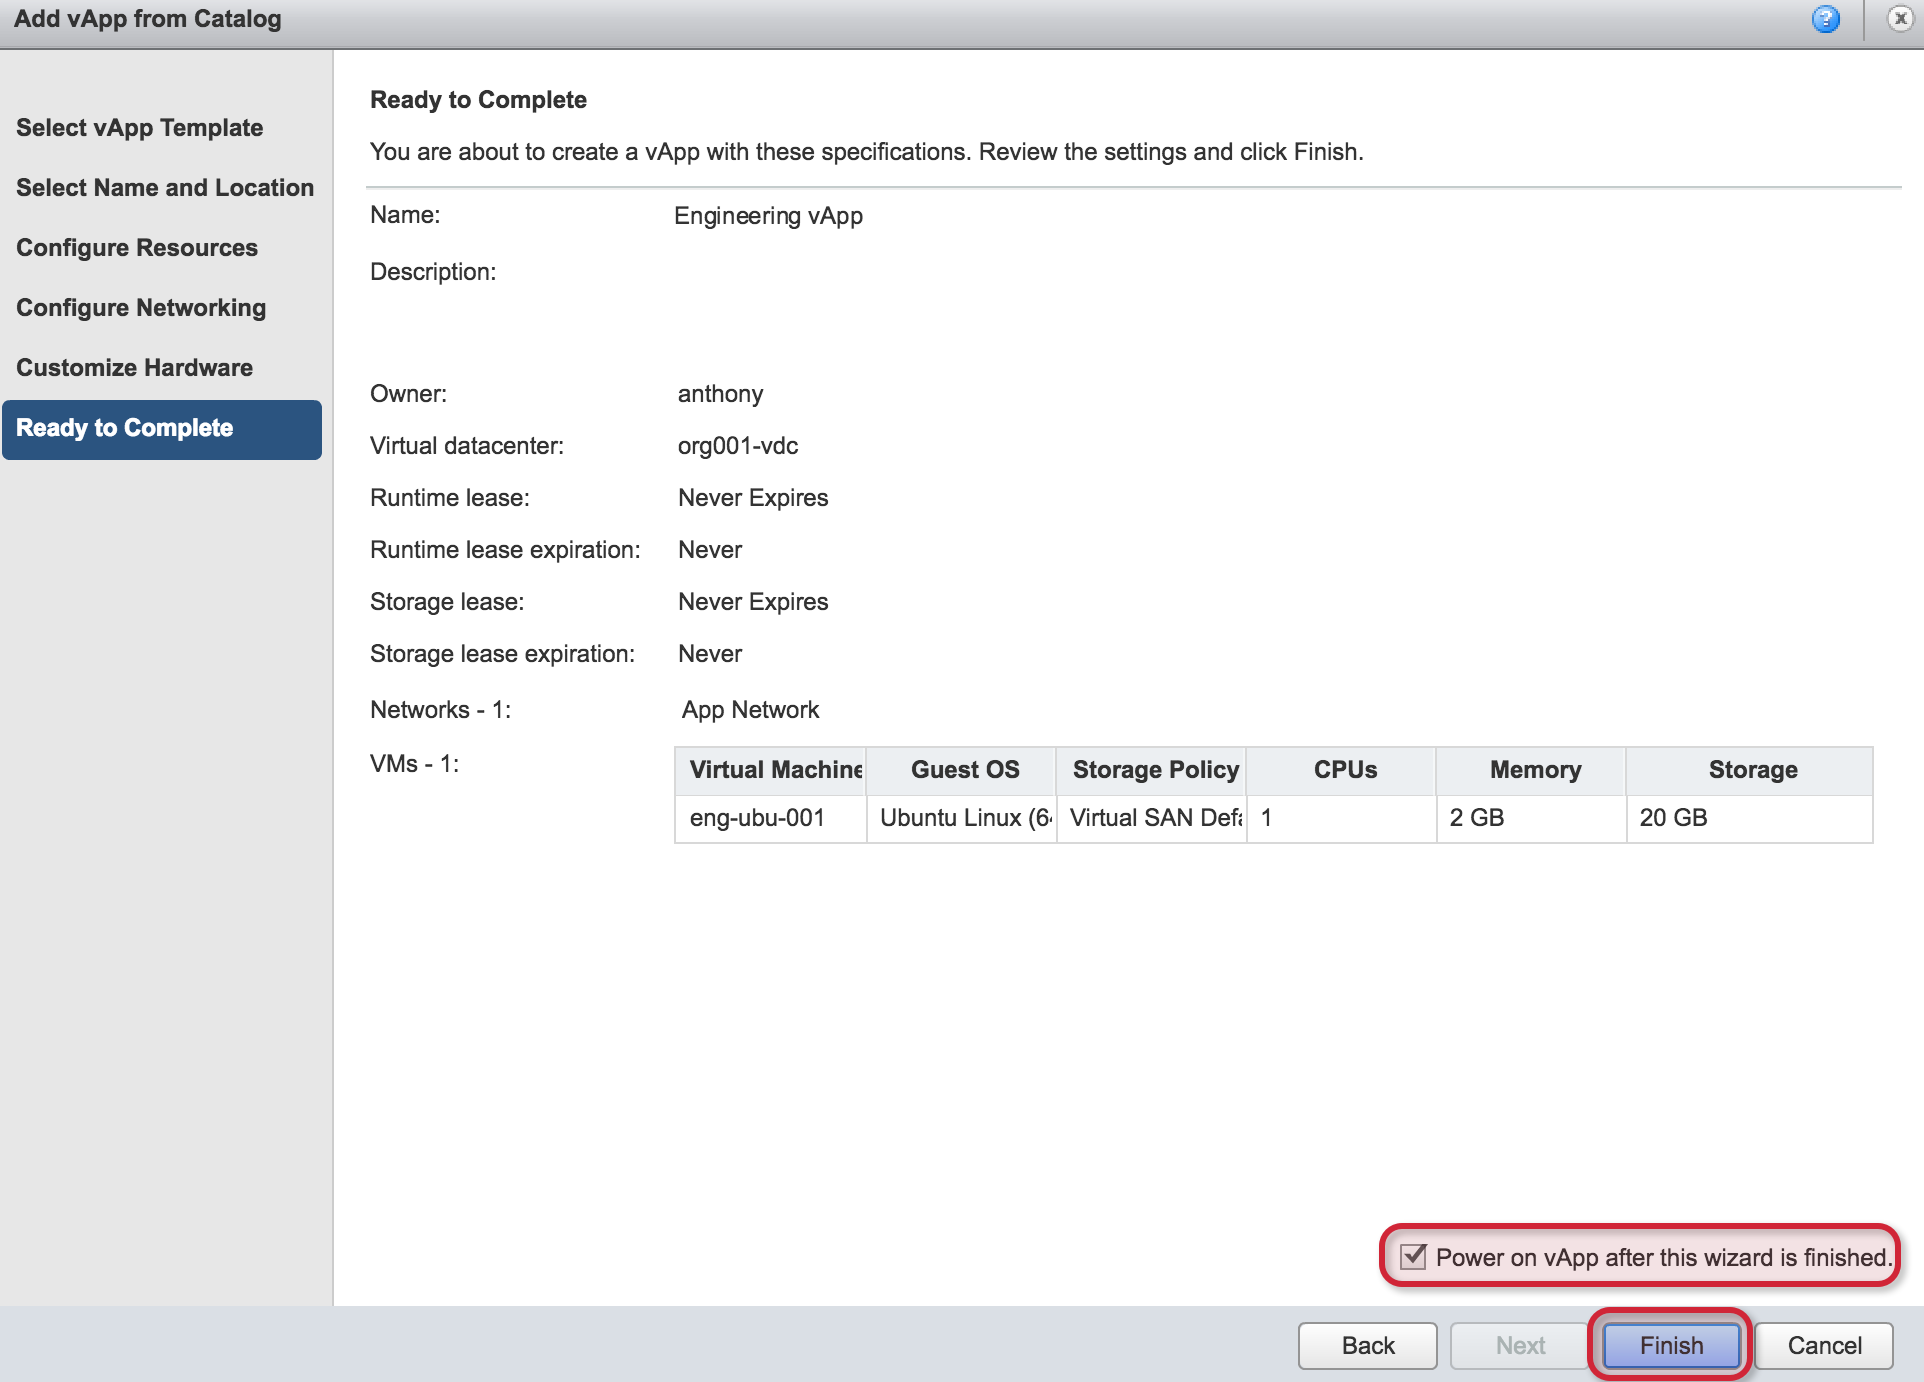 Add vApp from Catalog
?
Select vApp Template
Select Name and Location
Configure Resources
Configure Networking
Customize Hardware
Ready to Complete
Ready to Complete
You are about to create a vApp with these specifications. Review the settings and click Finish.
Name: Engineering vApp
Description:
Owner: anthony
Virtual datacenter: org001-vdc
Runtime lease: Never Expires
Runtime lease expiration: Never
Storage lease: Never Expires
Storage lease expiration: Never
Networks - 1: App Network
VMs - 1:
Virtual Machine Guest OS Storage Policy CPUs Memory Storage
eng-ubu-001 Ubuntu Linux (64 Virtual SAN Defa 1 2 GB 20 GB
Power on vApp after this wizard is finished.
Back Next Finish Cancel